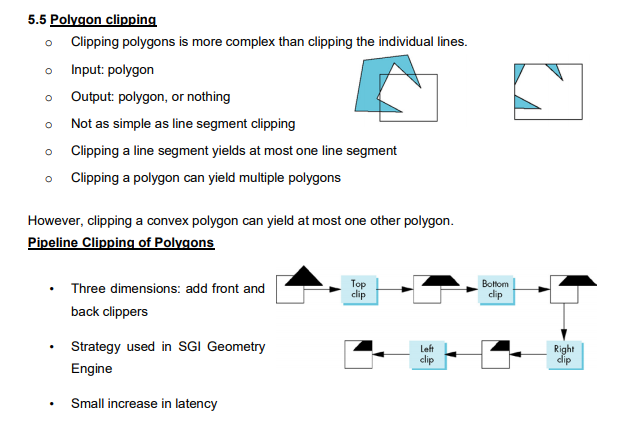 5.5 Polygon clipping
o Clipping polygons is more complex than clipping the individual lines.
o Input: polygon
o Output: polygon, or nothing
o Not as simple as line segment clipping
o Clipping a line segment yields at most one line segment
o Clipping a polygon can yield multiple polygons
However, clipping a convex polygon can yield at most one other polygon.
Pipeline Clipping of Polygons
• Three dimensions: add front and
back clippers
• Strategy used in SGI Geometry
Engine
• Small increase in latency
Top
clip
Bottom
clip
Right
clip
Left
clip